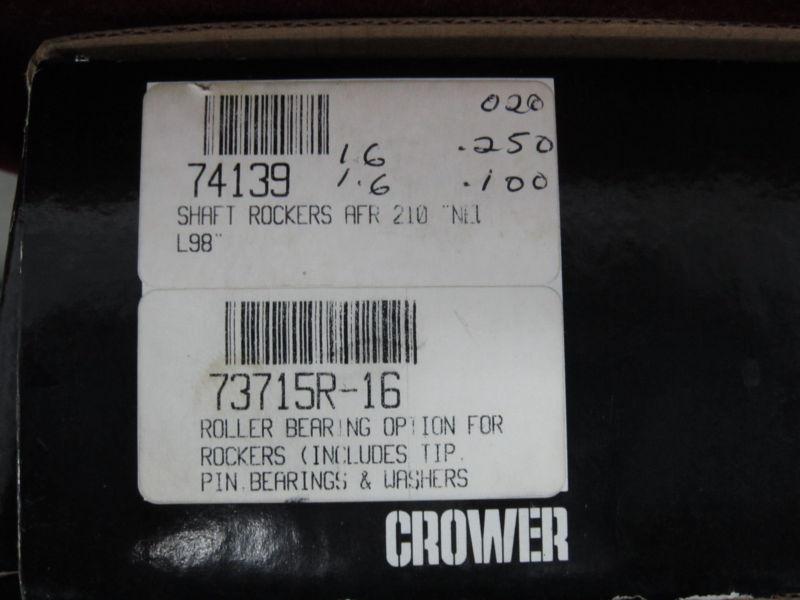 020
1.6 .250
74139 1.6 .100
SHAFT ROCKERS AFR 210 "NEW
L98"
73715R-16
ROLLER BEARING OPTION FOR
ROCKERS (INCLUDES TIP.
PIN.BEARINGS & WASHERS
CROWER